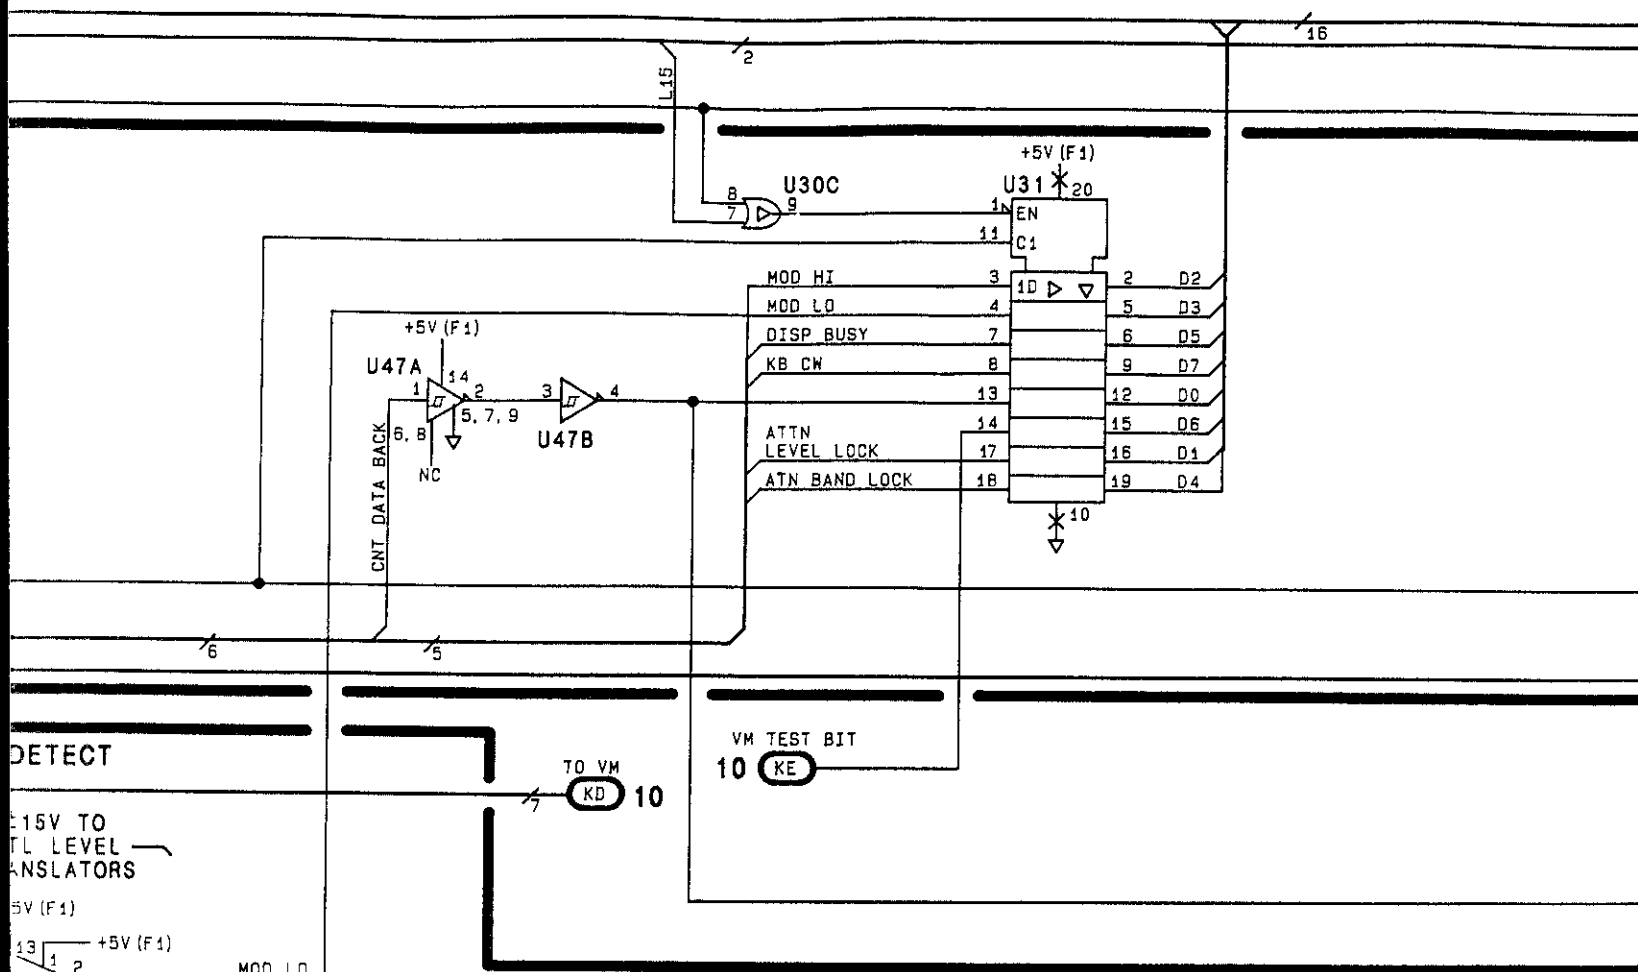 16
2
L15
+5V (F1)
U30C
U31
20
8
7
9
1
EN
11
C1
MOD HI
3
1D
2
D2
MOD LO
4
5
D3
+5V (F1)
DISP BUSY
7
6
D5
U47A
14
KB CW
8
9
D7
1
2
3
4
13
12
D0
5, 7, 9
6, 8
U47B
NC
CNT DATA BACK
ATTN
14
15
D6
LEVEL LOCK
17
16
D1
ATN BAND LOCK
18
19
D4
10
6
5
DETECT
VM TEST BIT
10
KE
TO VM
KD
10
7
15V TO
TL LEVEL
ANSLATORS
5V (F1)
13
+5V (F1)
1
2
MOD LO